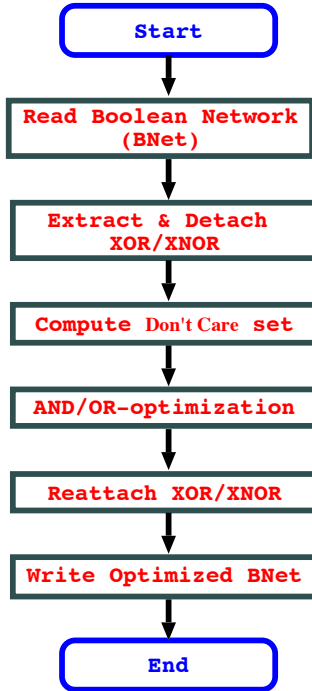 Start
Read Boolean Network
(BNet)
Extract & Detach
XOR/XNOR
Compute Don't Care set
AND/OR-optimization
Reattach XOR/XNOR
Write Optimized BNet
End